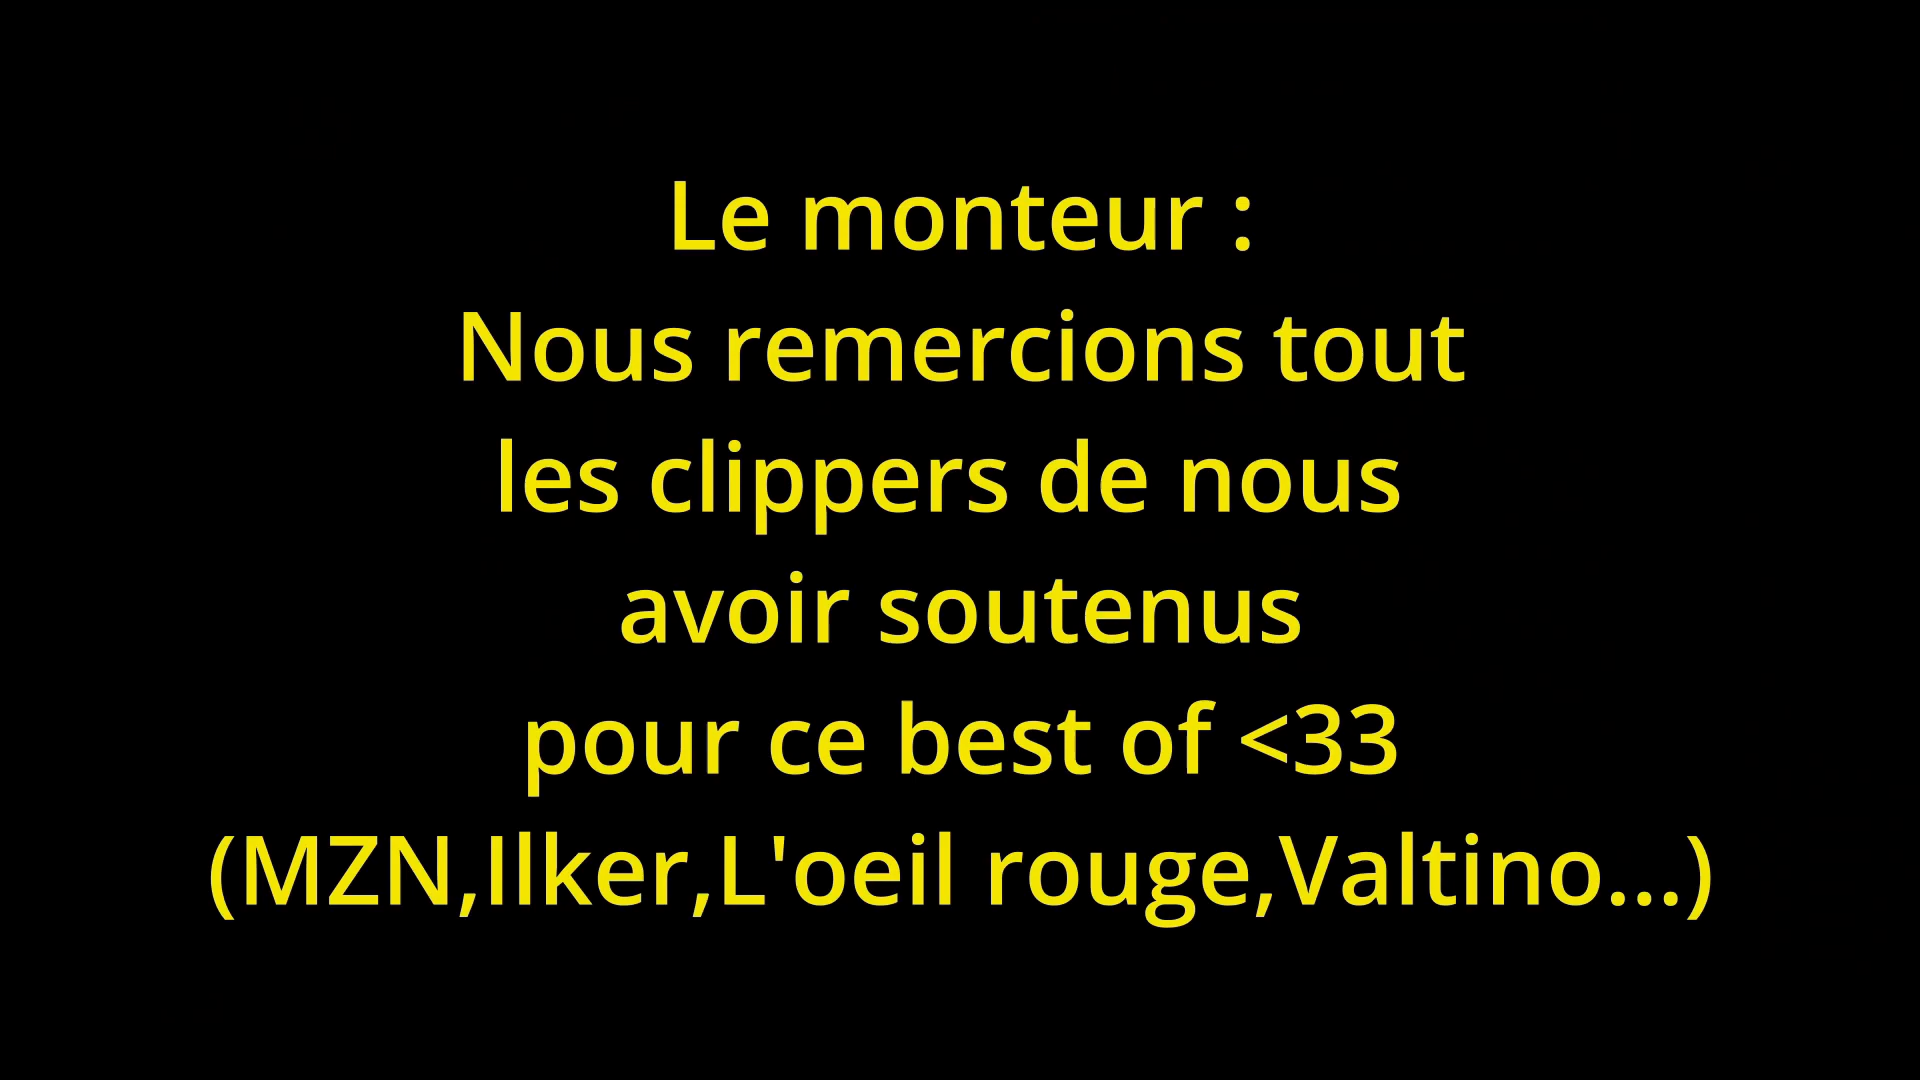 Le monteur :
Nous remercions tout
les clippers de nous
avoir soutenus
pour ce best of <33
(MZN,Ilker,L'oeil rouge,Valtino...)